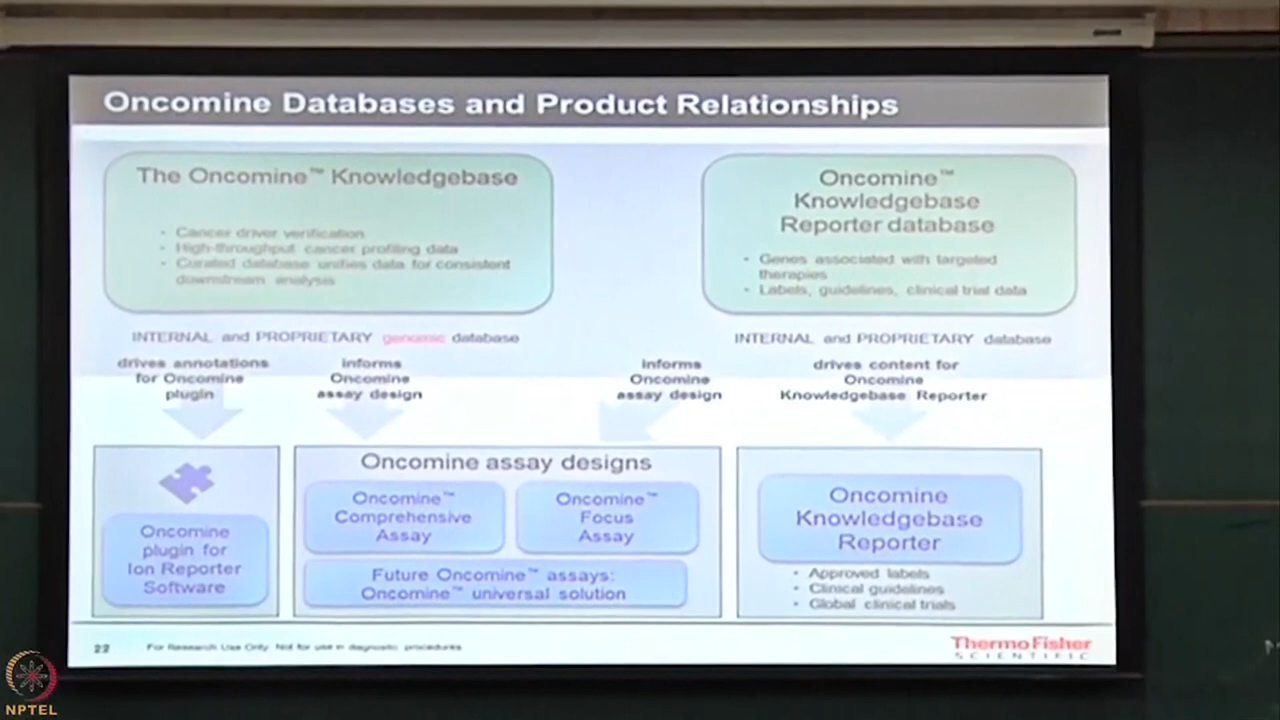 Oncomine Databases and Product Relationships
The Oncomine™ Knowledgebase
• Cancer driver verification
• High-throughput cancer profiling data
• Curated database unifies data for consistent
downstream analysis
INTERNAL and PROPRIETARY genomic database
Oncomine™
Knowledgebase
Reporter database
• Genes associated with targeted
therapies
• Labels, guidelines, clinical trial data
INTERNAL and PROPRIETARY database
drives annotations
for Oncomine
plugin
informs
Oncomine
assay design
informs
Oncomine
assay design
drives content for
Oncomine
Knowledgebase Reporter
Oncomine
plugin for
Ion Reporter
Software
Oncomine assay designs
Oncomine™
Comprehensive
Assay
Oncomine™
Focus
Assay
Future Oncomine™ assays:
Oncomine™ universal solution
Oncomine
Knowledgebase
Reporter
• Approved labels
• Clinical guidelines
• Global clinical trials
22
For Research Use Only. Not for use in diagnostic procedures.
ThermoFisher
SCIENTIFIC
NPTEL